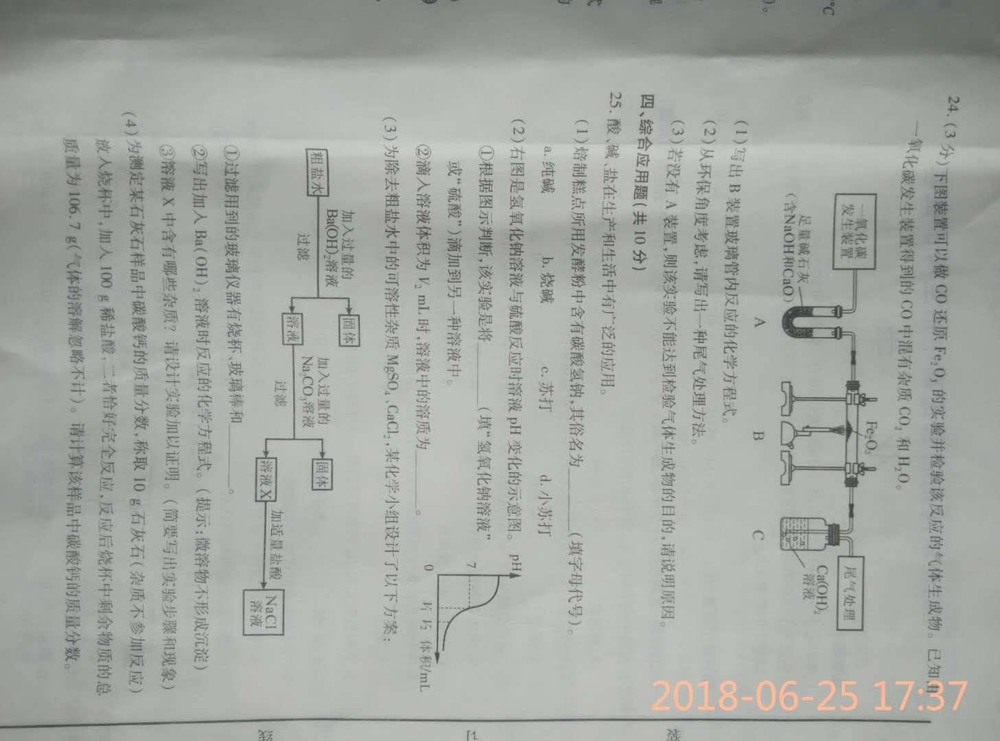 24.(3分)下图装置可以做CO还原Fe₂O₃的实验并检验该反应的气体生成物。已知由
一氧化碳发生装置得到的CO中混有杂质CO₂和H₂O。
一氧化碳
发生装置
足量碱石灰
(含NaOH和CaO)
Fe₂O₃
Ca(OH)₂
溶液
尾气处理
A
B
C
(1)写出B装置玻璃管内反应的化学方程式。
(2)从环保角度考虑,请写出一种尾气处理方法。
(3)若没有A装置,则该实验不能达到检验气体生成物的目的,请说明原因。
四、综合应用题(共10分)
25.酸、碱、盐在生产和生活中有广泛的应用。
(1)焙制糕点所用发酵粉中含有碳酸氢钠,其俗名为______(填字母代号)。
a.纯碱 b.烧碱 c.苏打 d.小苏打
(2)右图是氢氧化钠溶液与硫酸反应时溶液pH变化的示意图。
①根据图示判断,该实验是将______(填“氢氧化钠溶液”
或“硫酸”)滴加到另一种溶液中。
②滴入溶液体积为V₂ mL时,溶液中的溶质为______。
pH
7
0
V₁ V₂ 体积/mL
(3)为除去粗盐水中的可溶性杂质MgSO₄、CaCl₂,某化学小组设计了以下方案:
粗盐水
加入过量的
Ba(OH)₂溶液
过滤
固体
溶液
加入过量的
Na₂CO₃溶液
过滤
固体
溶液X
加适量盐酸
NaCl
溶液
①过滤用到的玻璃仪器有烧杯、玻璃棒和______。
②写出加入Ba(OH)₂溶液时反应的化学方程式。(提示:微溶物不形成沉淀)
③溶液X中含有哪些杂质?请设计实验加以证明。(简要写出实验步骤和现象)
(4)为测定某石灰石样品中碳酸钙的质量分数,称取10 g石灰石(杂质不参加反应)
放入烧杯中,加入100 g稀盐酸,二者恰好完全反应,反应后烧杯中剩余物质的总
质量为106.7 g(气体的溶解忽略不计)。请计算该样品中碳酸钙的质量分数。
装
订
线
2018-06-25 17:37